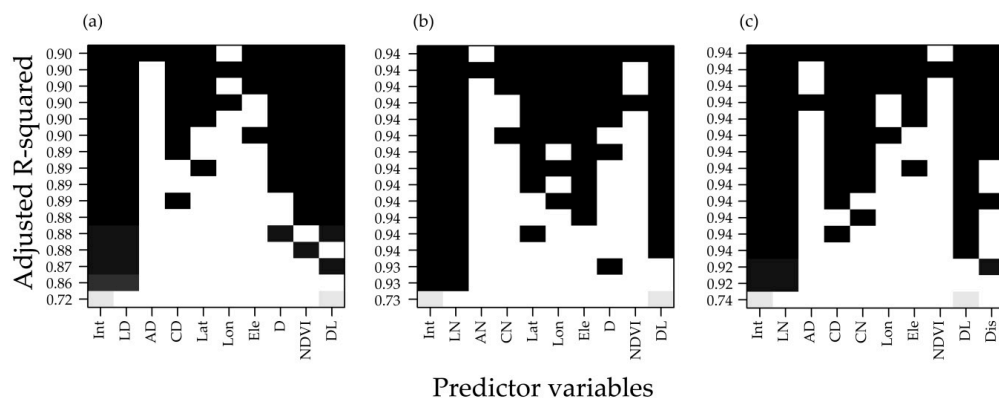 (a)
(b)
(c)
Adjusted R-squared
0.90
0.90
0.90
0.90
0.90
0.90
0.89
0.89
0.89
0.89
0.88
0.88
0.88
0.87
0.86
0.72
Int
LD
AD
CD
Lat
Lon
Ele
D
NDVI
DL
0.94
0.94
0.94
0.94
0.94
0.94
0.94
0.94
0.94
0.94
0.94
0.94
0.94
0.93
0.93
0.73
Int
LN
AN
CN
Lat
Lon
Ele
D
NDVI
DL
0.94
0.94
0.94
0.94
0.94
0.94
0.94
0.94
0.94
0.94
0.94
0.94
0.94
0.92
0.92
0.74
Int
LN
AD
CD
CN
Lon
Ele
NDVI
DL
Dis
Predictor variables